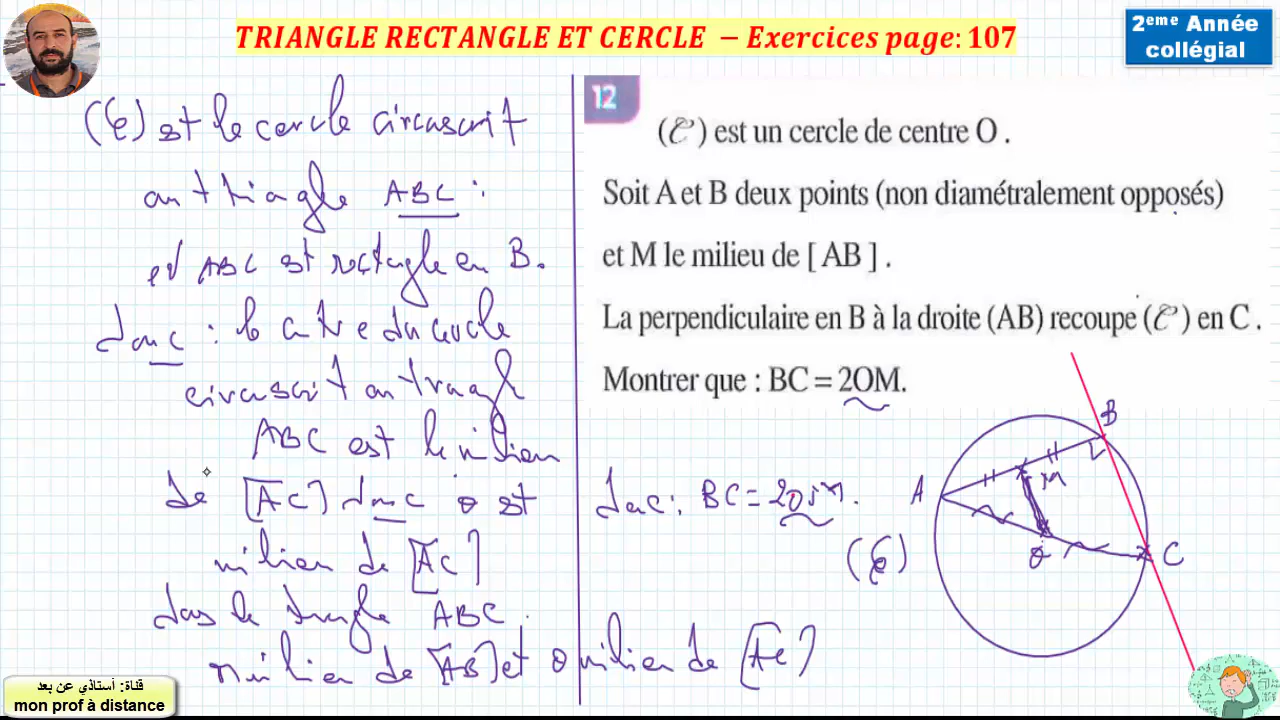 TRIANGLE RECTANGLE ET CERCLE – Exercices page: 107
2eme Année
collégial
(C) est le cercle circonscrit
au triangle ABC :
et ABC est rectangle en B.
donc : le centre du cercle
circonscrit au triangle
ABC est le milieu
de [AC] donc O est
milieu de [AC]
dans le triangle ABC.
milieu de [AB] et O milieu de [AC]
12
(C) est un cercle de centre O .
Soit A et B deux points (non diamétralement opposés)
et M le milieu de [ AB ] .
La perpendiculaire en B à la droite (AB) recoupe (C) en C .
Montrer que : BC = 2OM.
donc : BC = 2OM.
(C)
A
B
M
O
C
قناة: أستاذي عن بعد
mon prof à distance